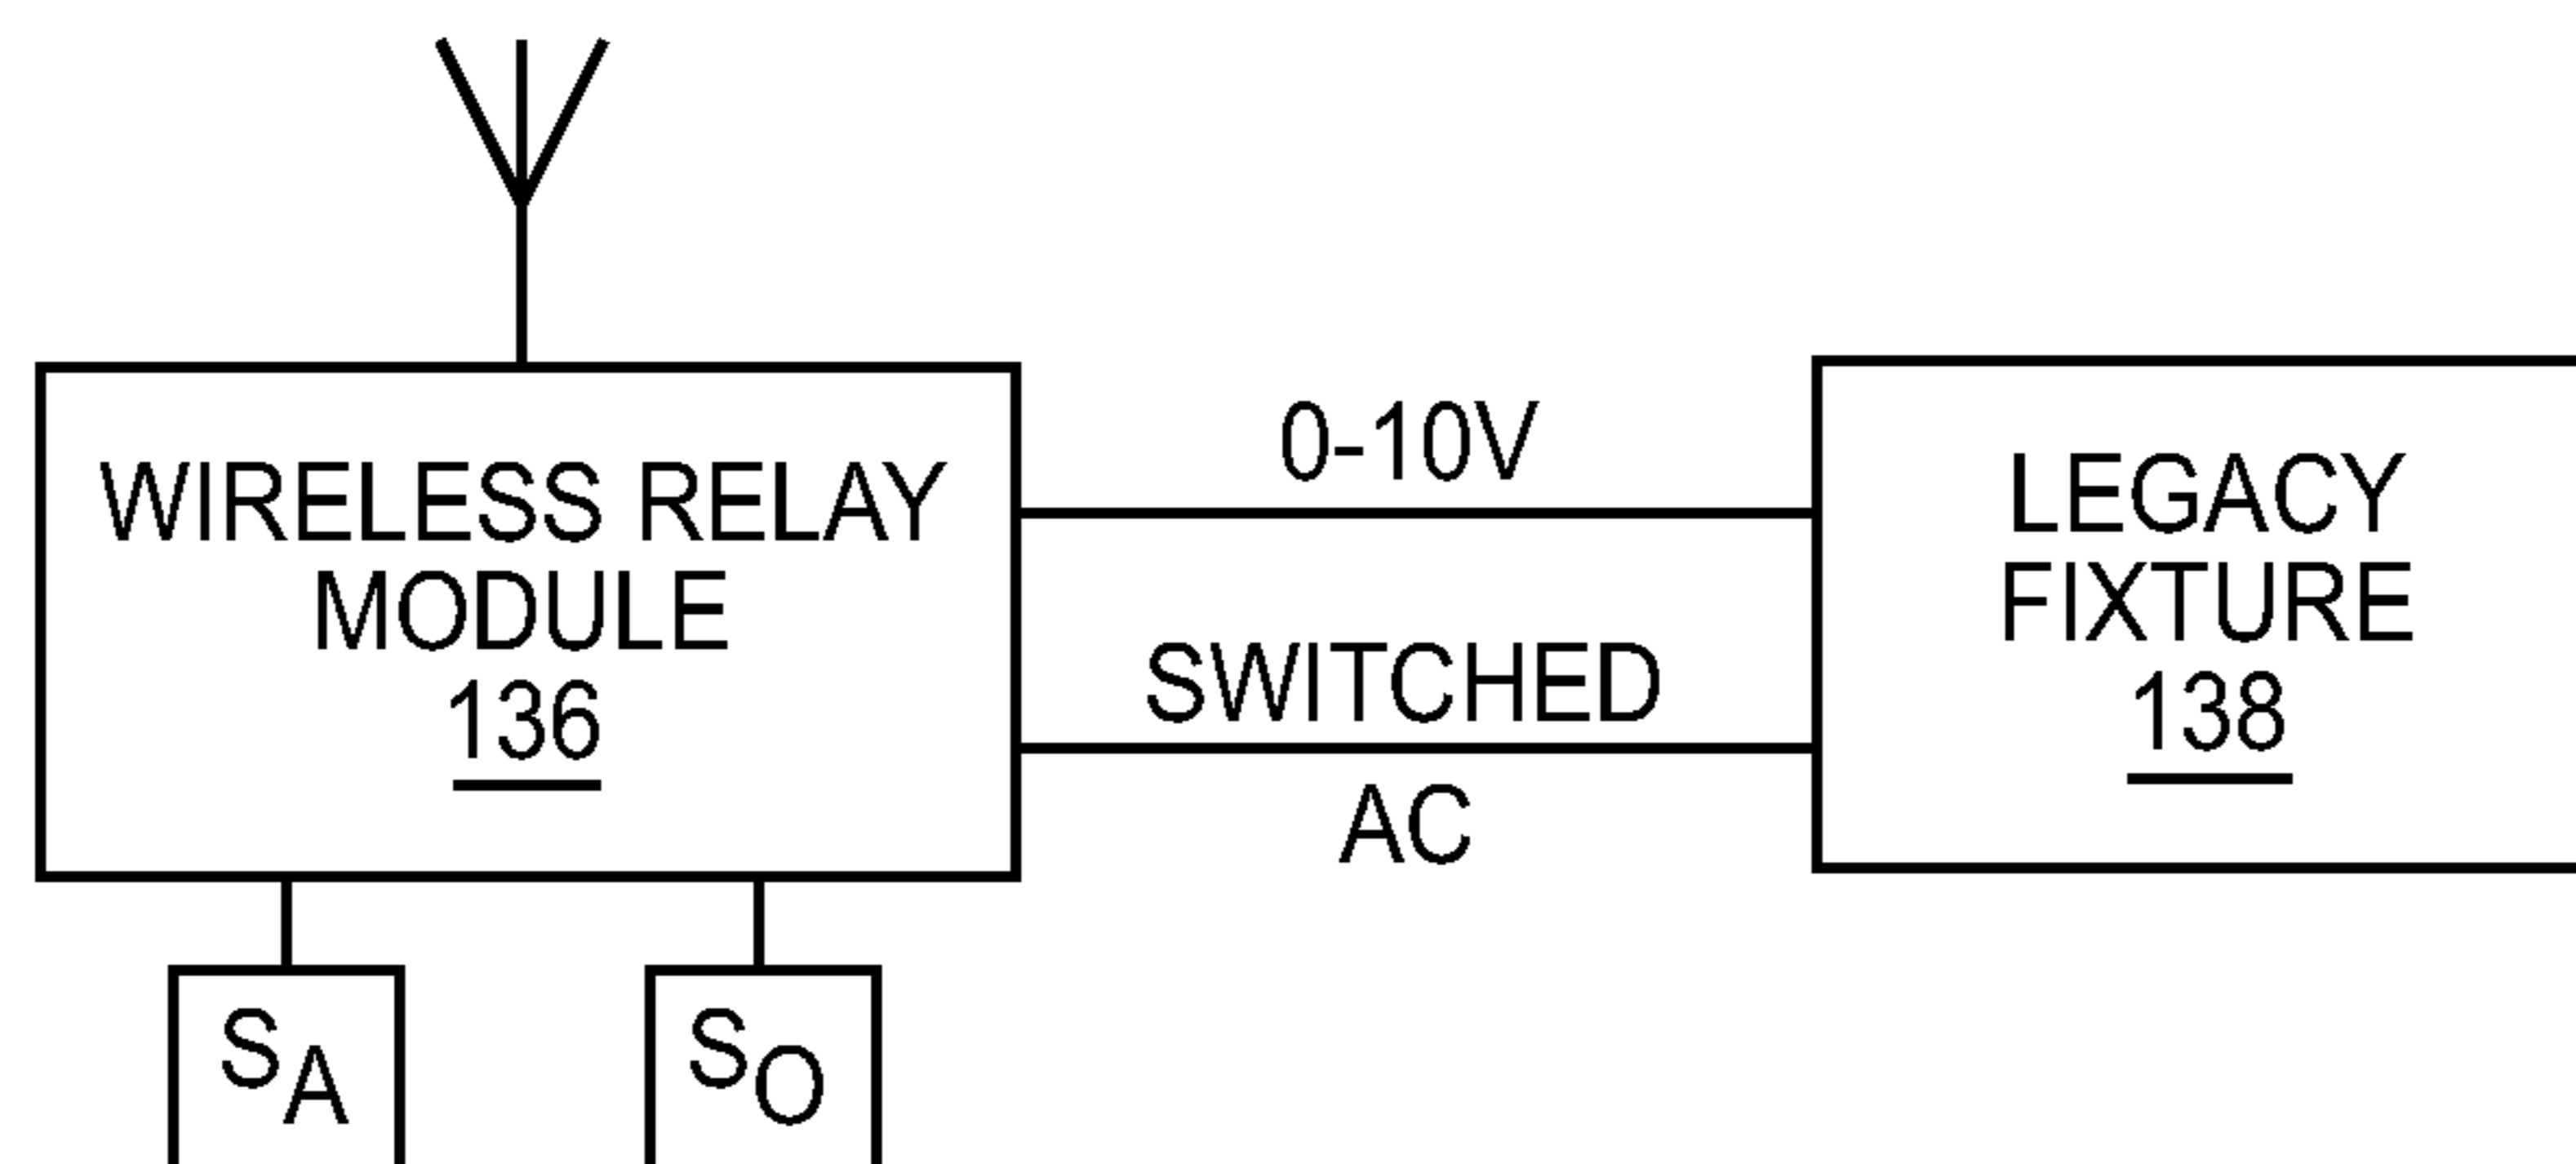 WIRELESS RELAY
MODULE
136
0-10V
SWITCHED
AC
LEGACY
FIXTURE
138
SA
SO